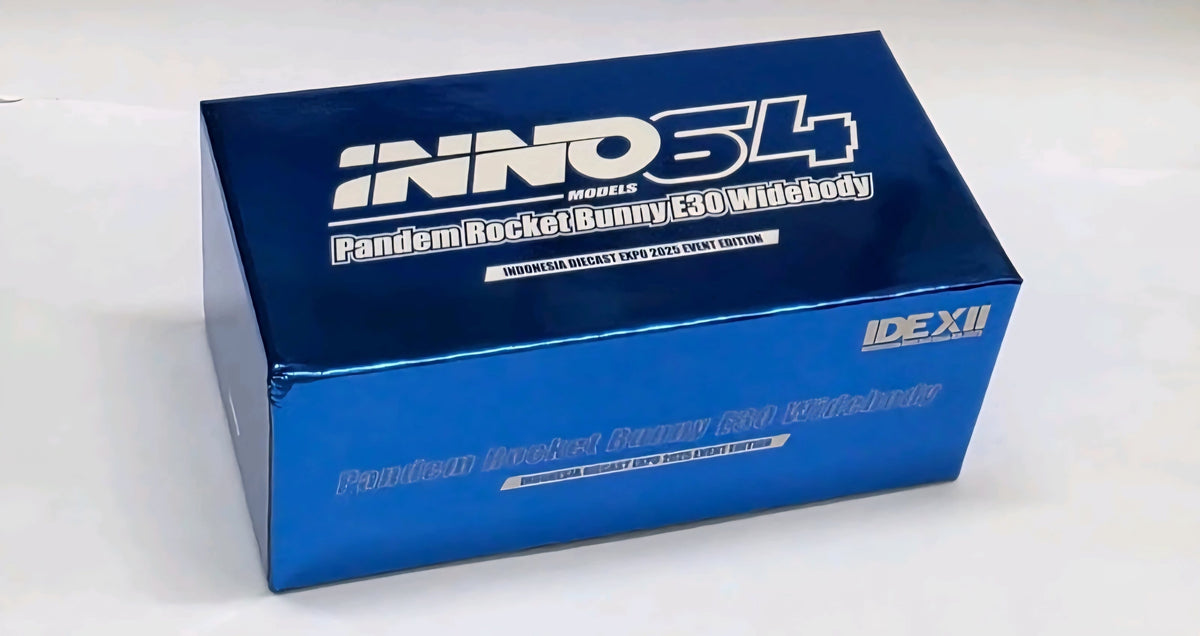 INNO64
MODELS
Pandem Rocket Bunny E30 Widebody
INDONESIA DIECAST EXPO 2025 EVENT EDITION
IDE XII
Pandem Rocket Bunny E30 Widebody
INDONESIA DIECAST EXPO 2025 EVENT EDITION